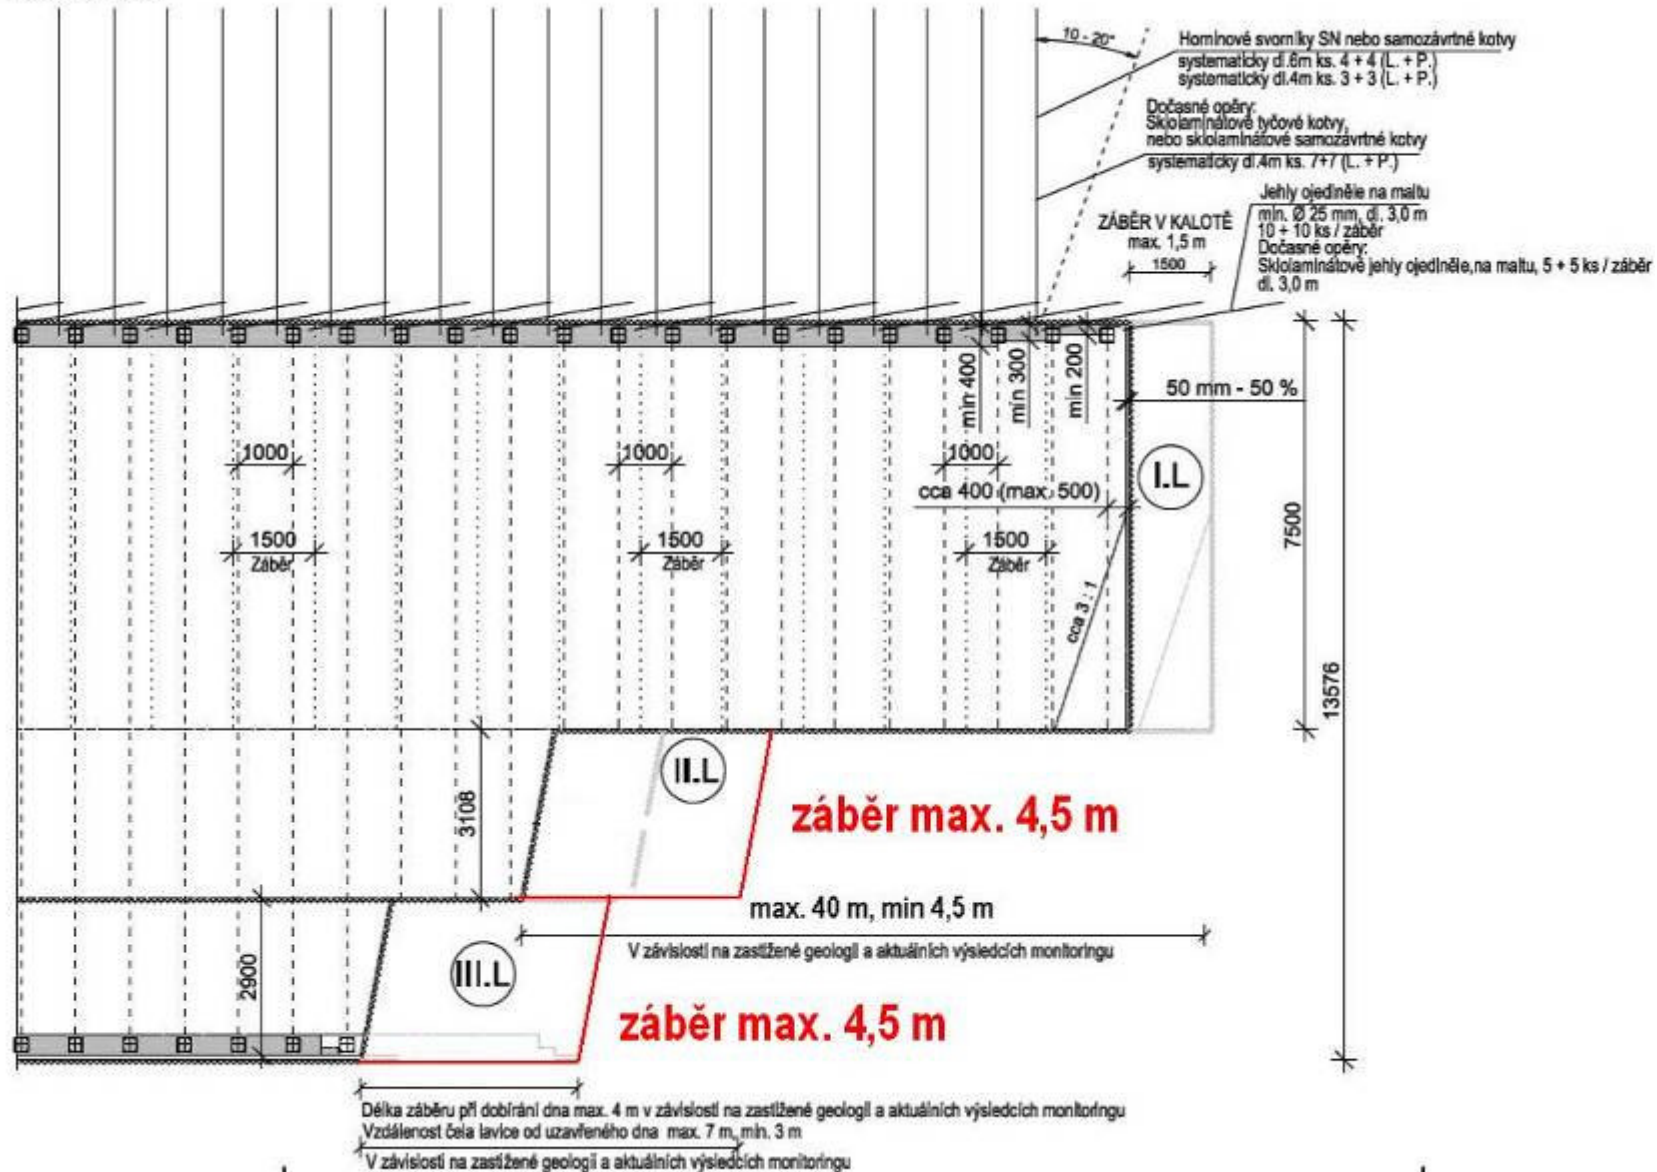 10 - 20°
Horninové svorníky SN nebo samozávrtné kotvy
systematicky dl.6m ks. 4 + 4 (L. + P.)
systematicky dl.4m ks. 3 + 3 (L. + P.)
Dočasné opěry:
Sklolaminátové tyčové kotvy,
nebo sklolaminátové samozávrtné kotvy
systematicky dl.4m ks. 7+7 (L. + P.)
Jehly ojediněle na maltu
min. Ø 25 mm, dl. 3,0 m
10 + 10 ks / záběr
Dočasné opěry:
Sklolaminátové jehly ojediněle,na maltu, 5 + 5 ks / záběr
dl. 3,0 m
ZÁBĚR V KALOTĚ
max. 1,5 m
1500
min 400
min 300
min 200
50 mm - 50 %
1000
1000
1000
cca 400 (max. 500)
I.L
1500
Záběr
1500
Záběr
1500
Záběr
cca 3 : 1
7500
13576
II.L
3108
záběr max. 4,5 m
max. 40 m, min 4,5 m
V závislosti na zastižené geologii a aktuálních výsledcích monitoringu
III.L
2900
záběr max. 4,5 m
Délka záběru při dobírání dna max. 4 m v závislosti na zastižené geologii a aktuálních výsledcích monitoringu
Vzdálenost čela lavice od uzavřeného dna max. 7 m, min. 3 m
V závislosti na zastižené geologii a aktuálních výsledcích monitoringu